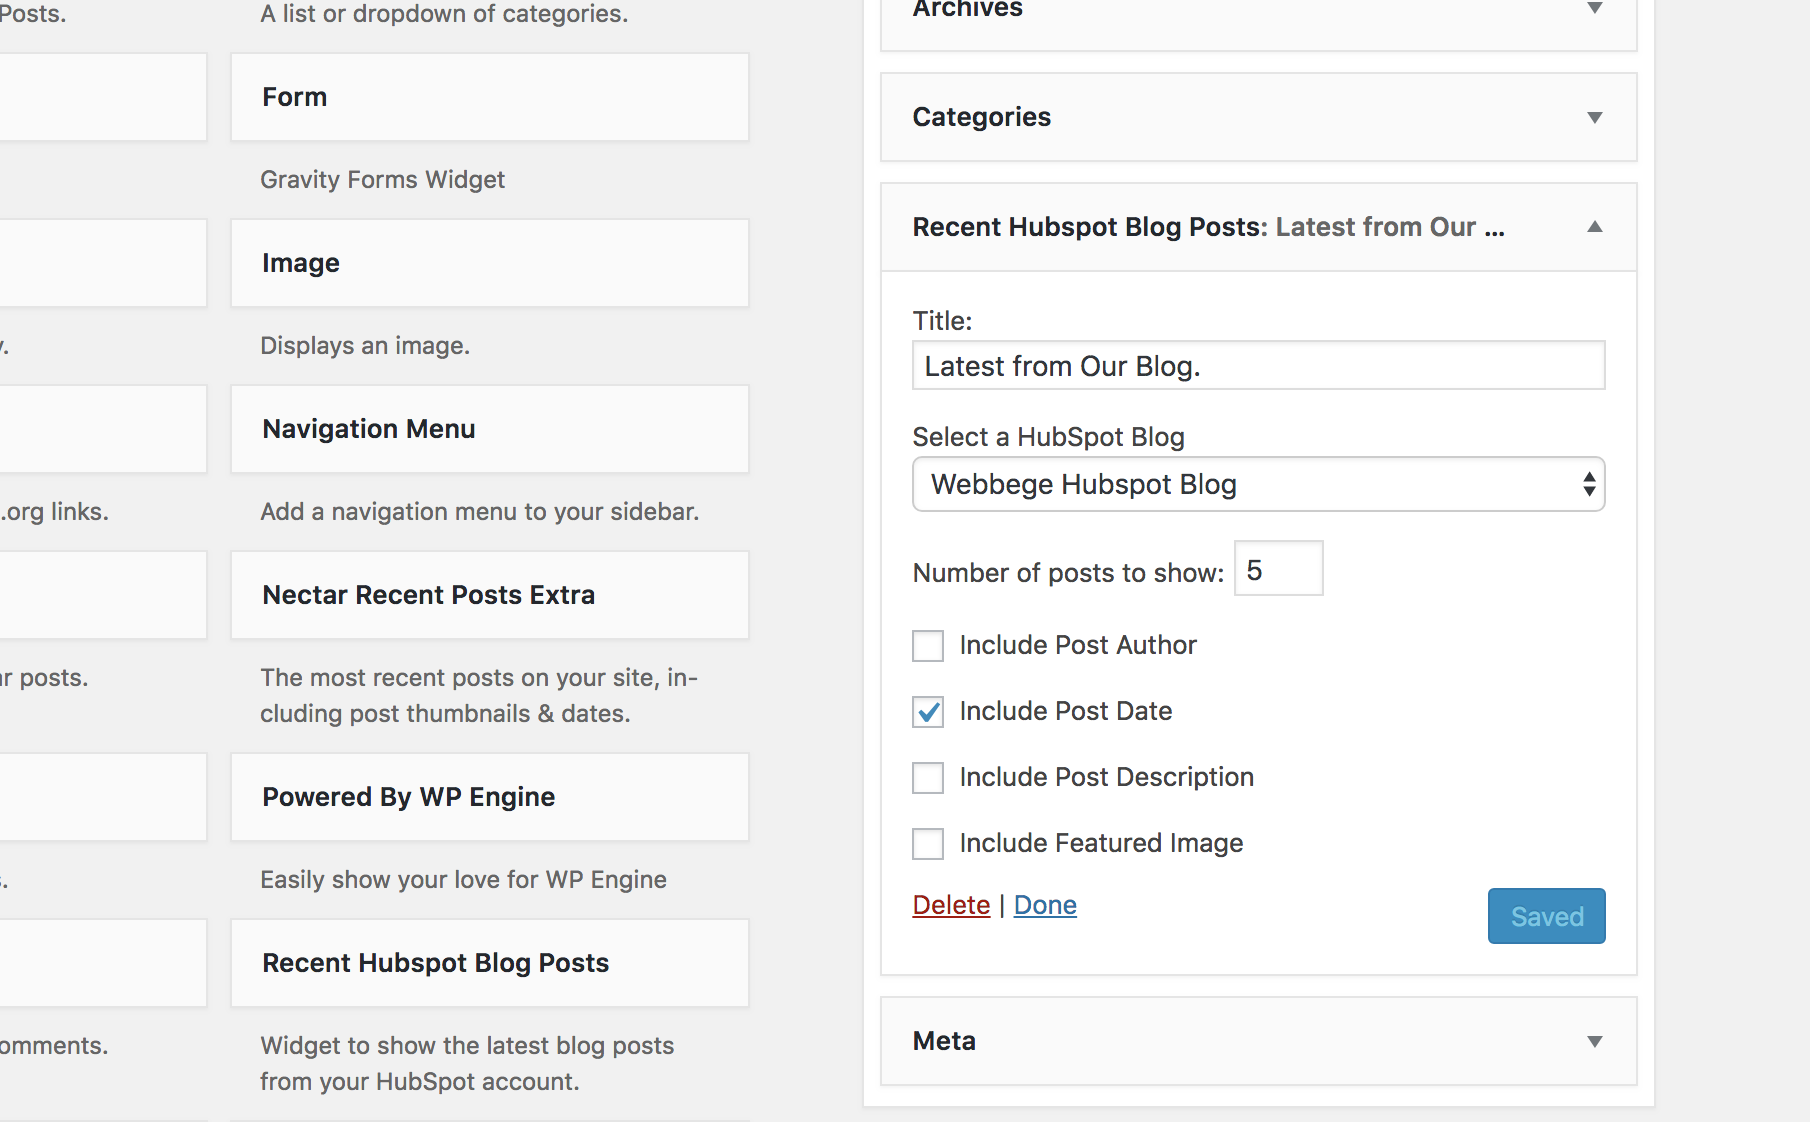 Posts.
y.
.org links.
ar posts.
s.
omments.
A list or dropdown of categories.
Form
Gravity Forms Widget
Image
Displays an image.
Navigation Menu
Add a navigation menu to your sidebar.
Nectar Recent Posts Extra
The most recent posts on your site, in-
cluding post thumbnails & dates.
Powered By WP Engine
Easily show your love for WP Engine
Recent Hubspot Blog Posts
Widget to show the latest blog posts
from your HubSpot account.
Archives
Categories
Recent Hubspot Blog Posts: Latest from Our ...
Title:
Latest from Our Blog.
Select a HubSpot Blog
Webbege Hubspot Blog
Number of posts to show: 5
Include Post Author
Include Post Date
Include Post Description
Include Featured Image
Delete | Done
Saved
Meta